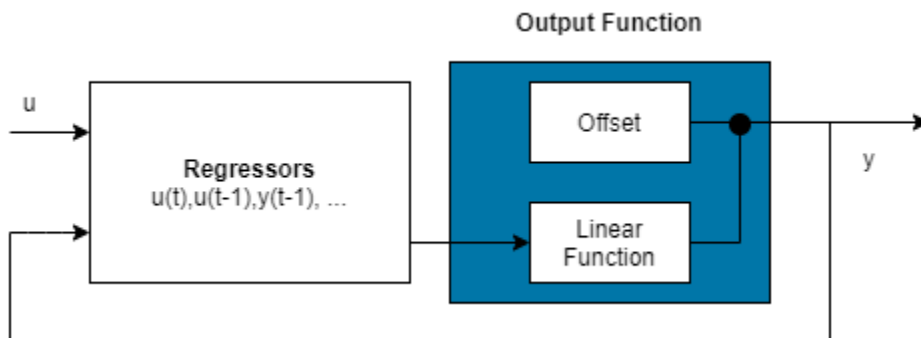 Output Function
u
Regressors
u(t),u(t-1),y(t-1), ...
Offset
Linear
Function
y